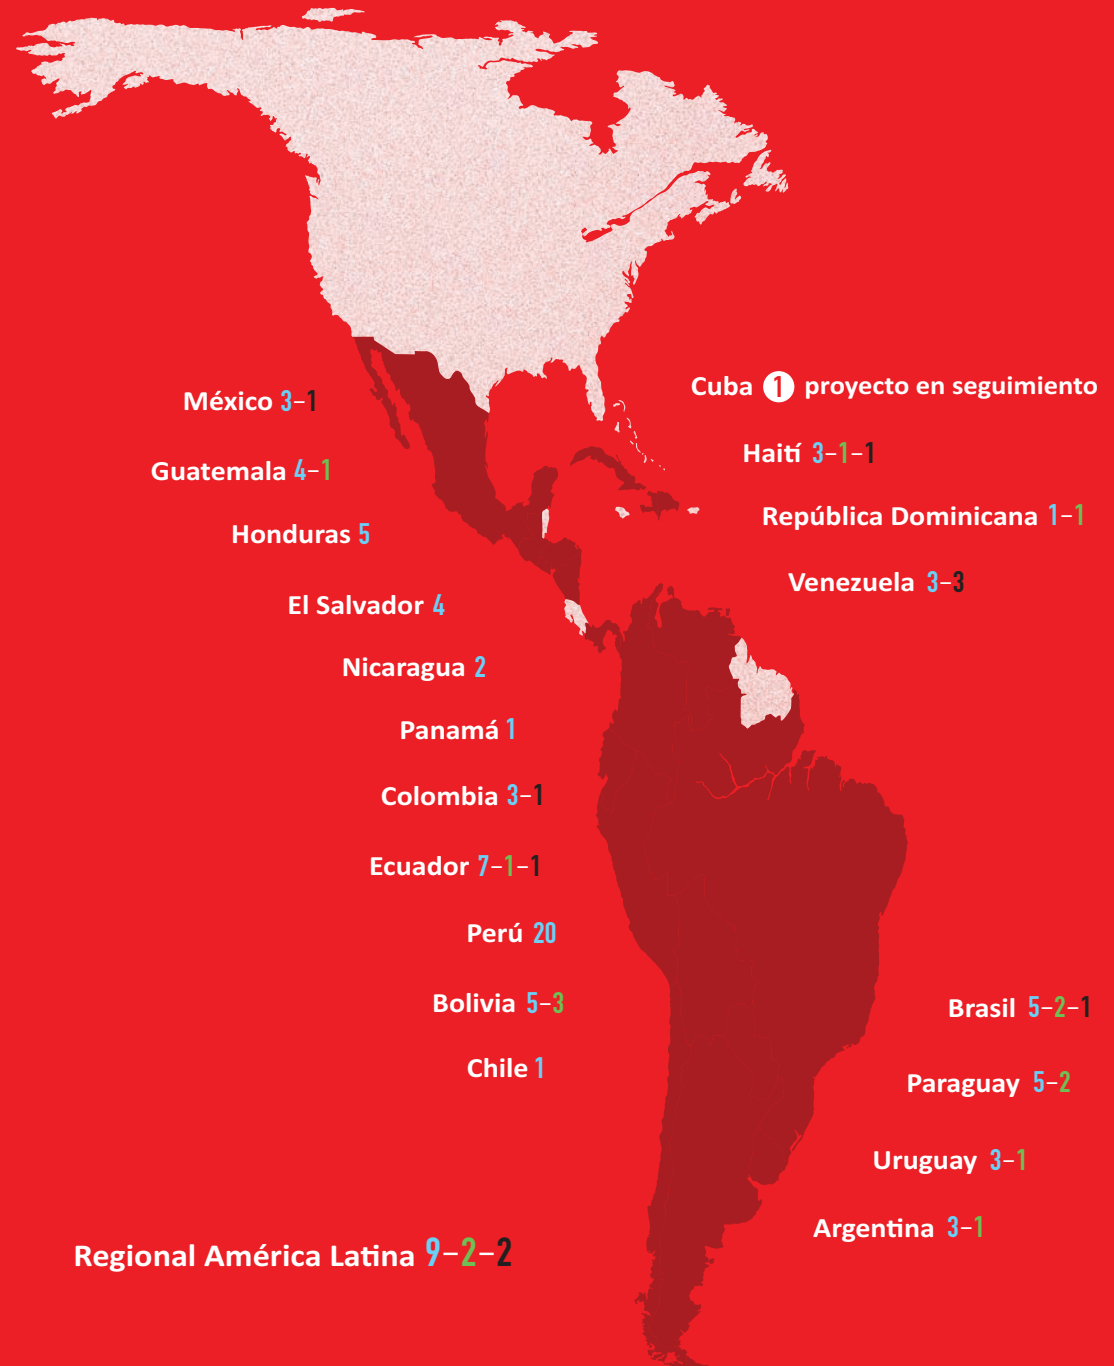 México 3-1
Guatemala 4-1
Honduras 5
El Salvador 4
Nicaragua 2
Panamá 1
Colombia 3-1
Ecuador 7-1-1
Perú 20
Bolivia 5-3
Chile 1
Regional América Latina 9-2-2
Cuba 1 proyecto en seguimiento
Haití 3-1-1
República Dominicana 1-1
Venezuela 3-3
Brasil 5-2-1
Paraguay 5-2
Uruguay 3-1
Argentina 3-1